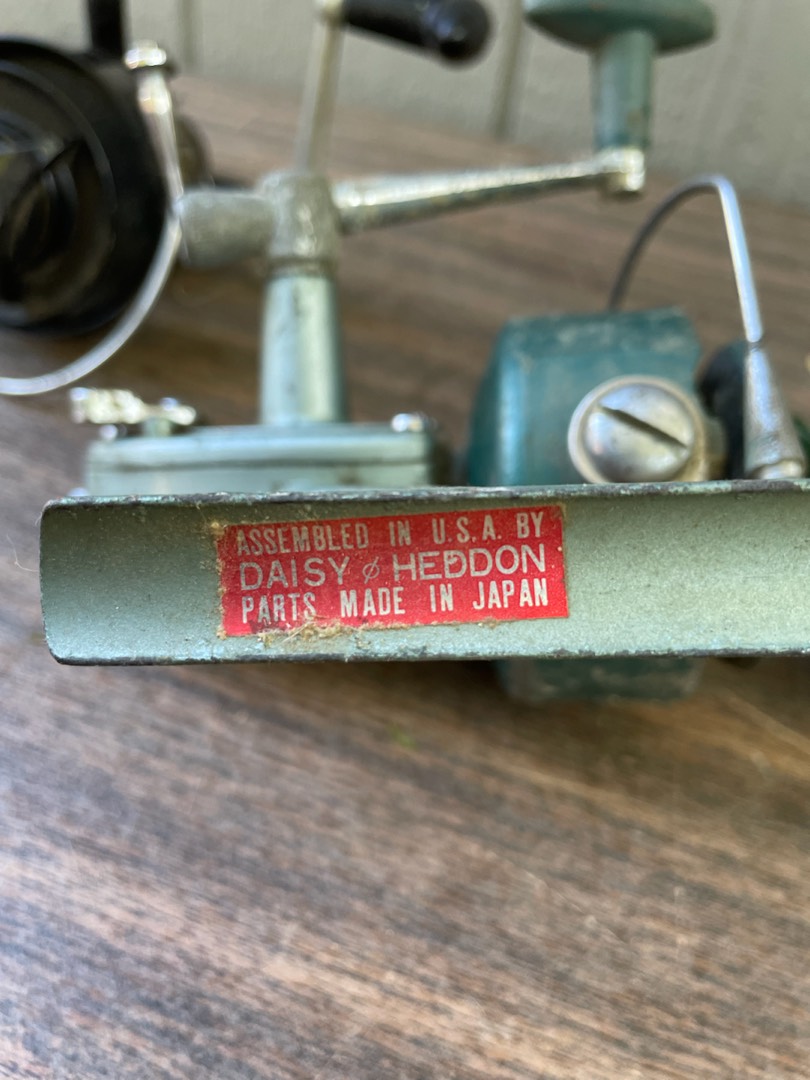 ASSEMBLED IN U.S.A. BY
DAISY ϕ HEDDON
PARTS MADE IN JAPAN